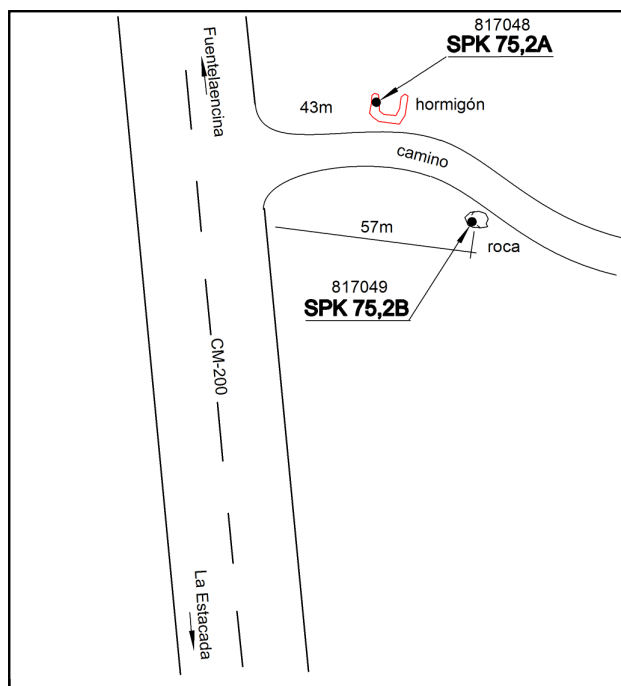 817048
SPK 75,2A
Fuentelaencina
43m
hormigón
camino
57m
roca
817049
SPK 75,2B
CM-200
La Estacada